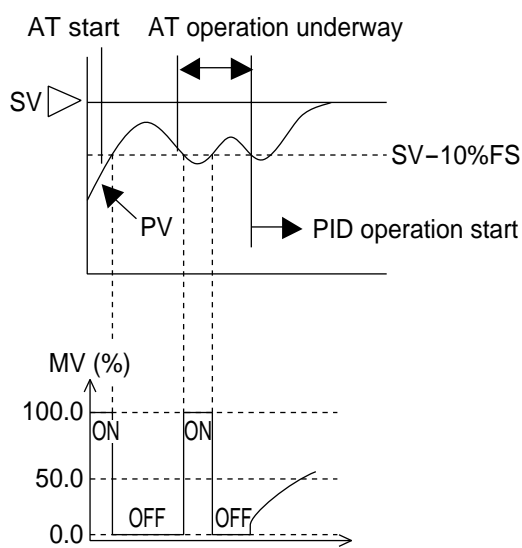 AT start
AT operation underway
SV
SV−10%FS
PV
PID operation start
MV (%)
100.0
ON
ON
50.0
OFF
OFF
0.0